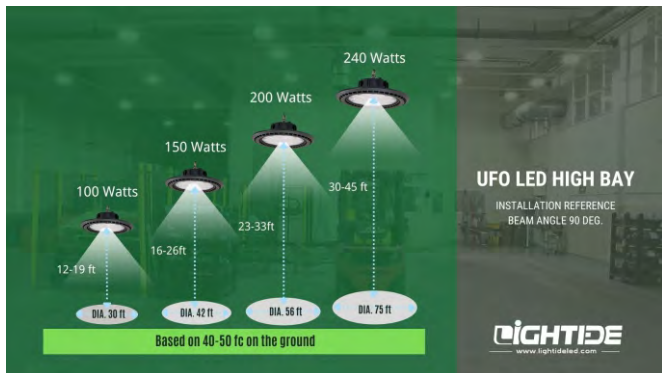 240 Watts
200 Watts
150 Watts
100 Watts
30-45 ft
23-33ft
16-26ft
12-19 ft
DIA. 30 ft
DIA. 42 ft
DIA. 56 ft
DIA. 75 ft
Based on 40-50 fc on the ground
UFO LED HIGH BAY
INSTALLATION REFERENCE
BEAM ANGLE 90 DEG.
LIGHTIDE
www.lightideled.com